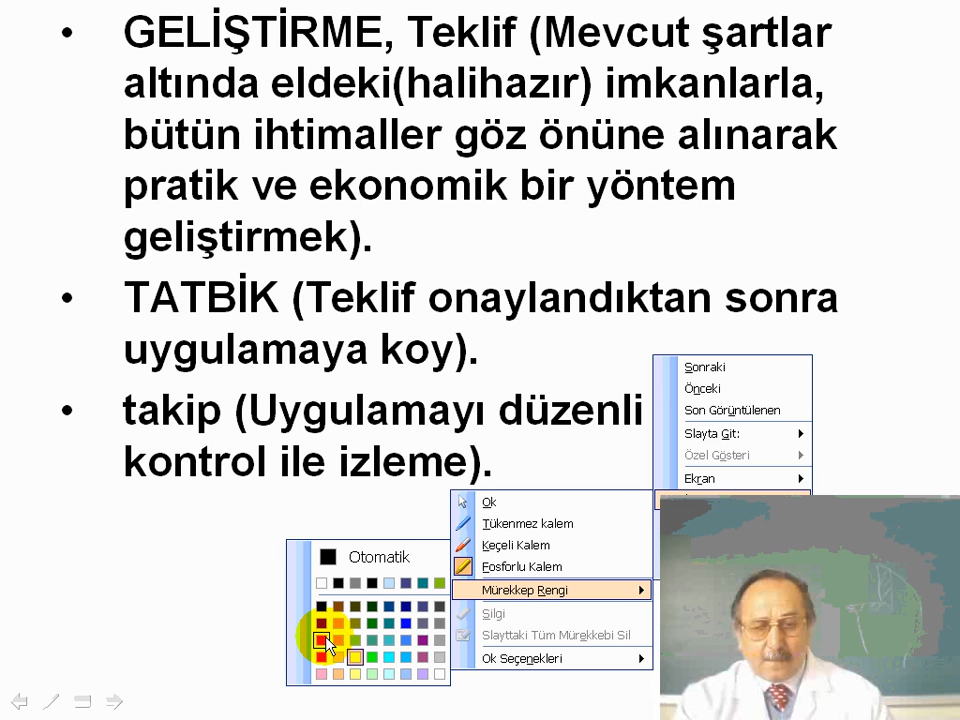 • GELİŞTİRME, Teklif (Mevcut şartlar
altında eldeki(halihazır) imkanlarla,
bütün ihtimaller göz önüne alınarak
pratik ve ekonomik bir yöntem
geliştirmek).
• TATBİK (Teklif onaylandıktan sonra
uygulamaya koy).
• takip (Uygulamayı düzenli
kontrol ile izleme).
Sonraki
Önceki
Son Görüntülenen
Slayta Git:
Özel Gösteri
Ekran
Ok
Tükenmez kalem
Keçeli Kalem
Fosforlu Kalem
Mürekkep Rengi
Silgi
Slayttaki Tüm Mürekkebi Sil
Ok Seçenekleri
Otomatik